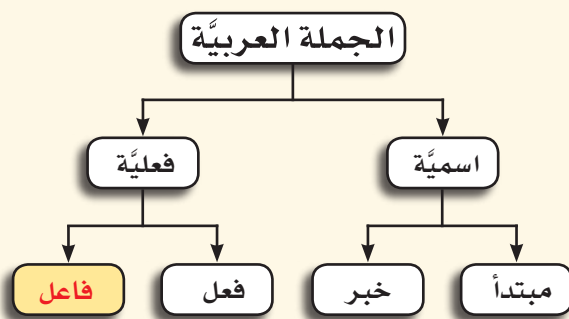 الجملة العربيَّة
اسميَّة
فعليَّة
مبتدأ
خبر
فعل
فاعل